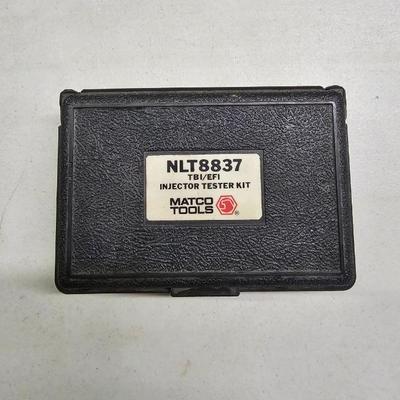 NLT8837
TBI/EFI
INJECTOR TESTER KIT
MATCO
TOOLS
®